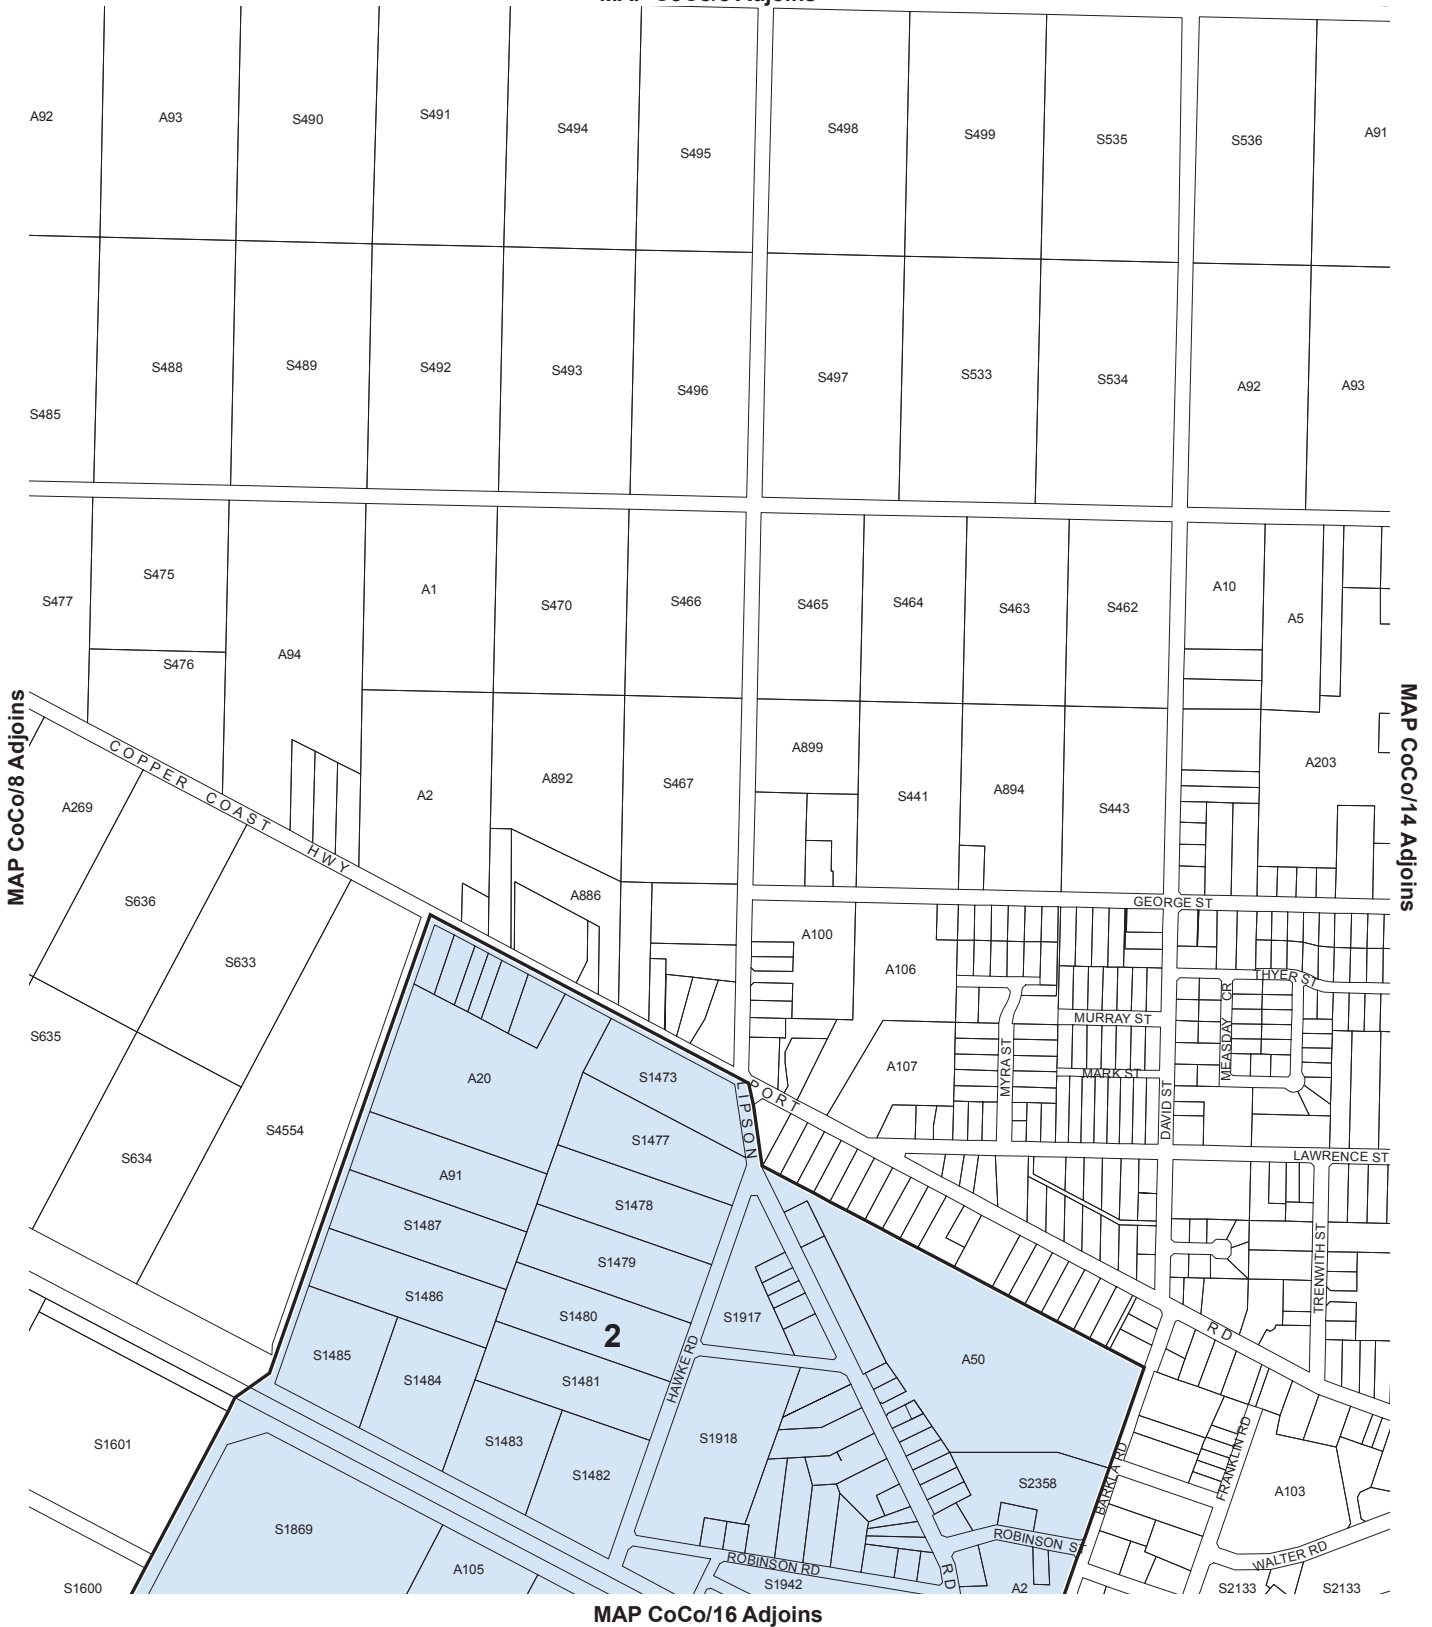 A92
A93
S490
S491
S494
S495
S498
S499
S535
S536
A91
S485
S488
S489
S492
S493
S496
S497
S533
S534
A92
A93
S477
S475
S476
A94
A1
S470
S466
S465
S464
S463
S462
A10
A5
MAP CoCo/8 Adjoins
MAP CoCo/14 Adjoins
COPPER COAST HWY
A2
A892
S467
A899
S441
A894
S443
A203
A269
S636
S633
S635
S634
S4554
A886
GEORGE ST
A100
A106
A107
THYER ST
MURRAY ST
MEASDAY CR
MYRA ST
MARK ST
DAVID ST
LAWRENCE ST
TRENWITH ST
PORT
RD
LIPSON
RD
A20
S1473
S1477
A91
S1478
S1487
S1479
S1486
S1480
2
S1917
S1485
S1484
S1481
HAWKE RD
A50
S1483
S1482
S1918
S2358
BARKLA RD
FRANKLIN RD
A103
S1601
S1869
A105
S1600
ROBINSON RD
S1942
ROBINSON ST
A2
WALTER RD
S2133
S2133
MAP CoCo/16 Adjoins